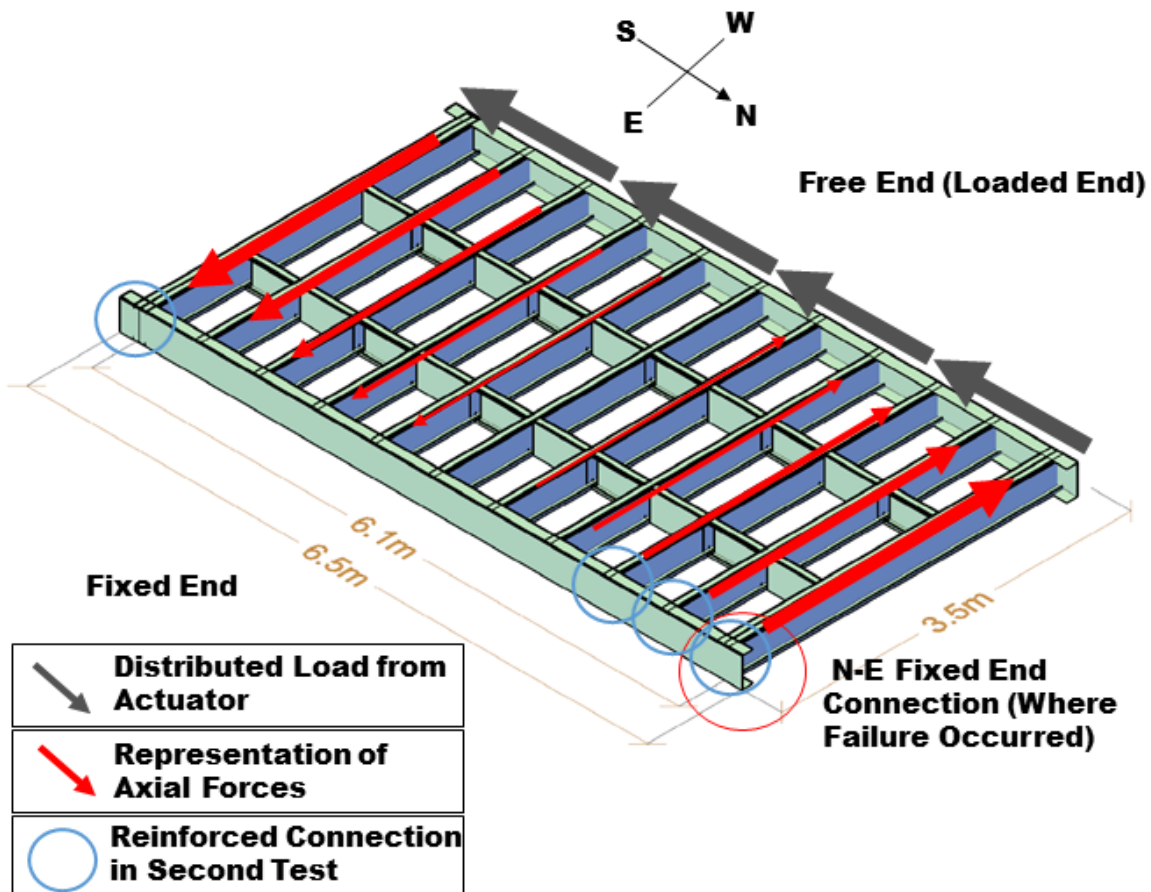 S
W
E
N
Free End (Loaded End)
6.1m
6.5m
3.5m
Fixed End
N-E Fixed End
Connection (Where
Failure Occurred)
Distributed Load from
Actuator
Representation of
Axial Forces
Reinforced Connection
in Second Test